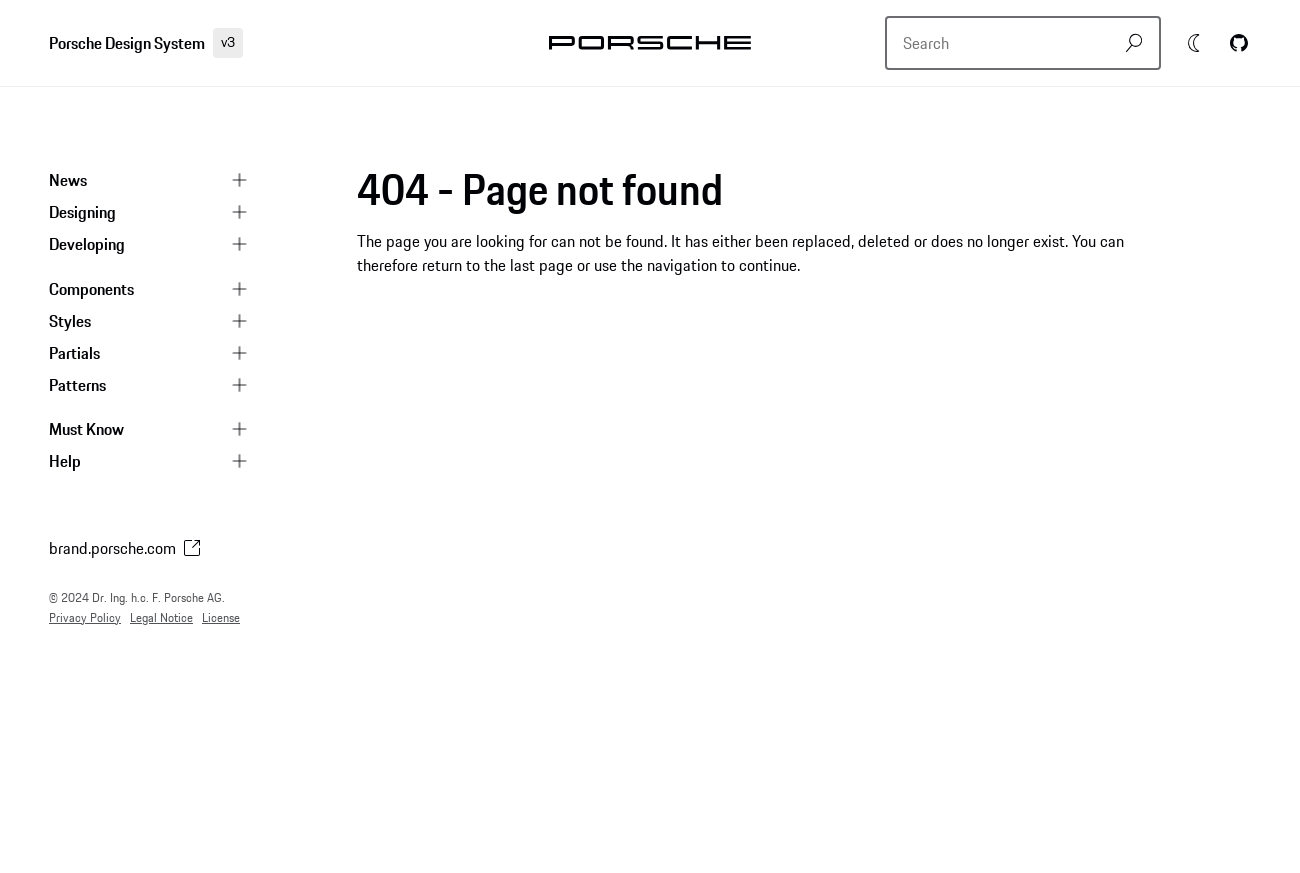 Porsche Design System v3
PORSCHE
Search
News
Designing
Developing
Components
Styles
Partials
Patterns
Must Know
Help
brand.porsche.com
© 2024 Dr. Ing. h.c. F. Porsche AG.
Privacy Policy Legal Notice License
404 - Page not found
The page you are looking for can not be found. It has either been replaced, deleted or does no longer exist. You can
therefore return to the last page or use the navigation to continue.